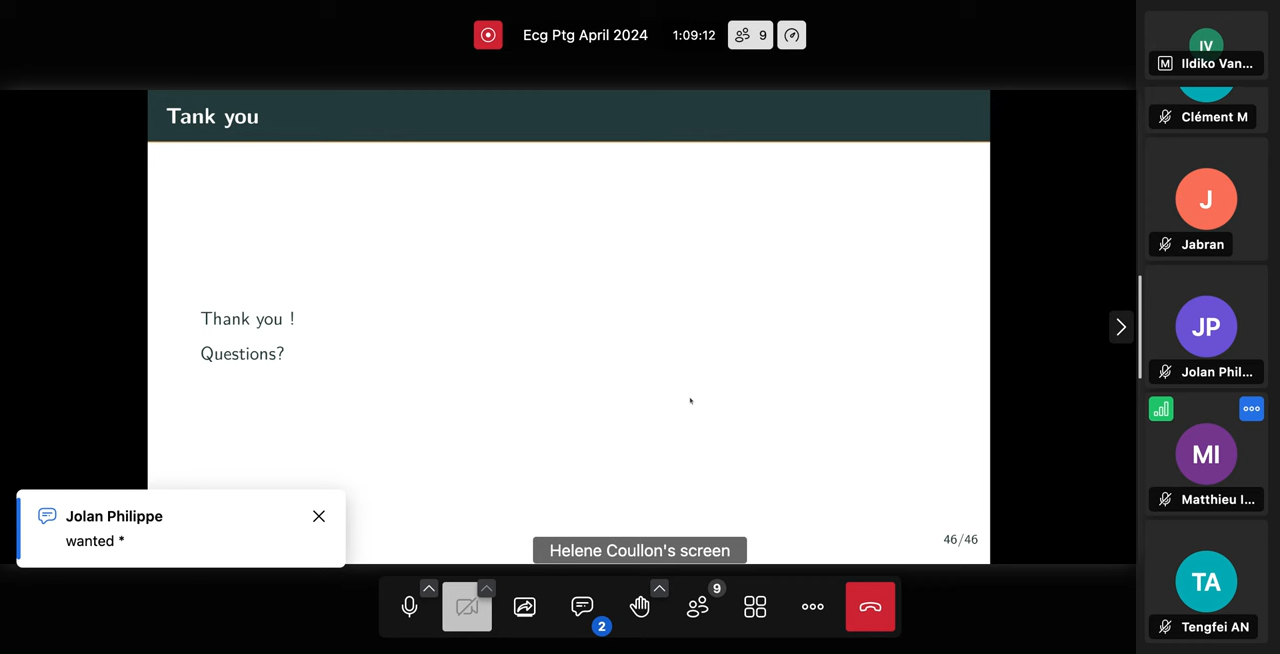 Ecg Ptg April 2024
1:09:12
9
IV
Ildiko Van...
Clément M
J
Jabran
JP
Jolan Phil...
MI
Matthieu I...
TA
Tengfei AN
Tank you
Thank you !
Questions?
46/46
Jolan Philippe
wanted *
Helene Coullon's screen
2
9